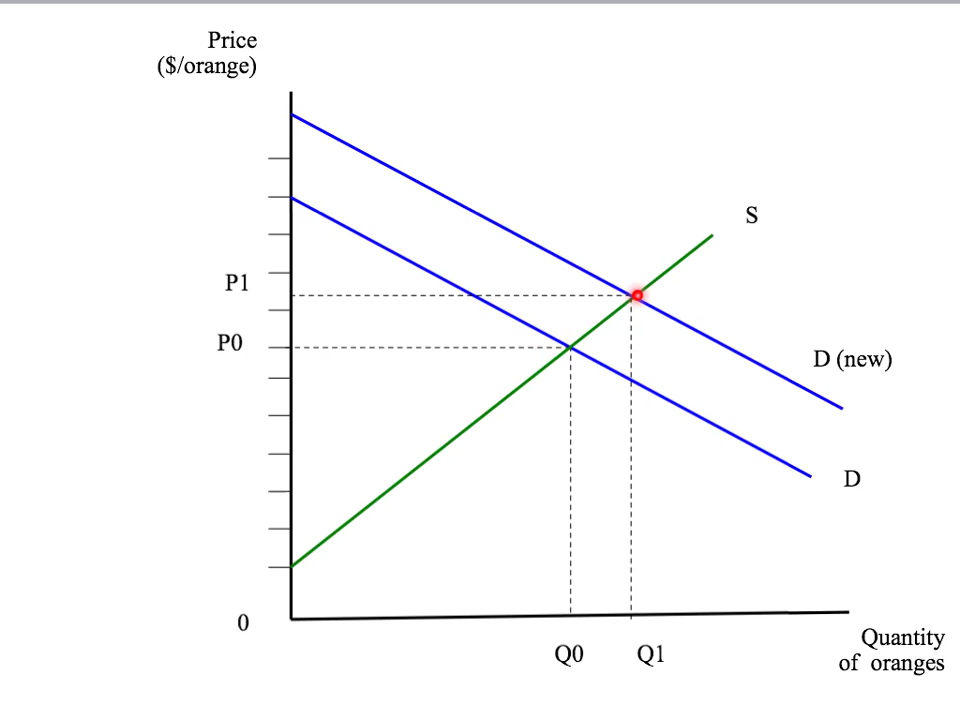 Price
($/orange)
S
P1
P0
D (new)
D
0
Q0
Q1
Quantity
of oranges